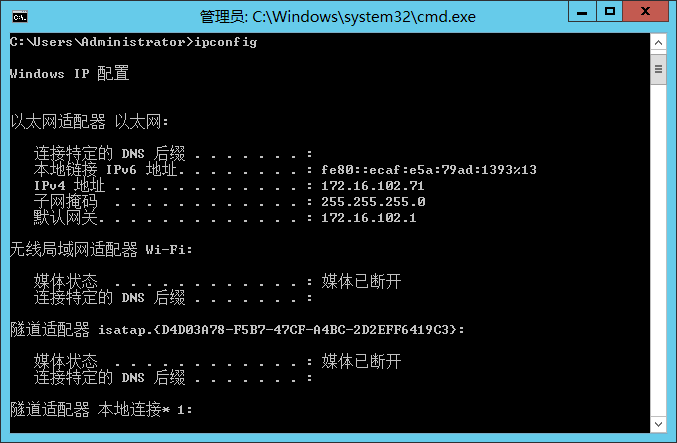 管理员: C:\Windows\system32\cmd.exe
C:\Users\Administrator>ipconfig
Windows IP 配置
以太网适配器 以太网:
连接特定的 DNS 后缀 . . . . . . . :
本地链接 IPv6 地址. . . . . . . . : fe80::ecaf:e5a:79ad:1393%13
IPv4 地址 . . . . . . . . . . . . : 172.16.102.71
子网掩码 . . . . . . . . . . . . : 255.255.255.0
默认网关. . . . . . . . . . . . . : 172.16.102.1
无线局域网适配器 Wi-Fi:
媒体状态 . . . . . . . . . . . . : 媒体已断开
连接特定的 DNS 后缀 . . . . . . . :
隧道适配器 isatap.{D4D03A78-F5B7-47CF-A4BC-2D2EFF6419C3}:
媒体状态 . . . . . . . . . . . . : 媒体已断开
连接特定的 DNS 后缀 . . . . . . . :
隧道适配器 本地连接* 1: